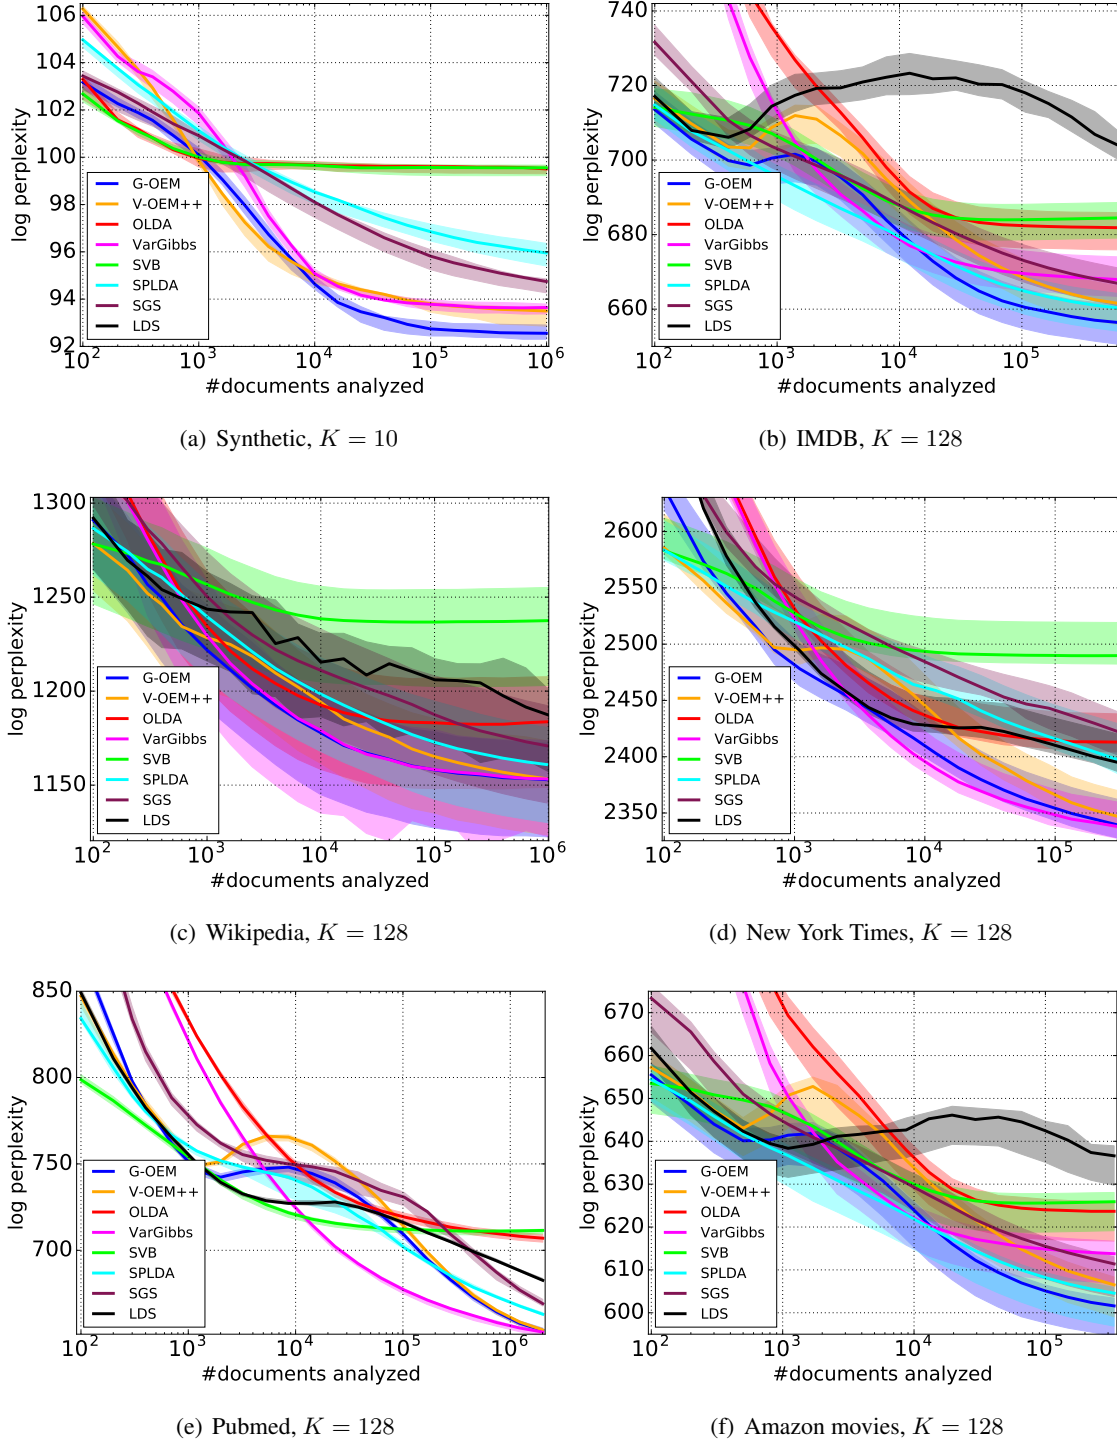 106
104
102
100
98
96
94
92
log perplexity
G-OEM
V-OEM++
OLDA
VarGibbs
SVB
SPLDA
SGS
LDS
10^2 10^3 10^4 10^5 10^6
#documents analyzed
(a) Synthetic, K = 10
740
720
700
680
660
log perplexity
G-OEM
V-OEM++
OLDA
VarGibbs
SVB
SPLDA
SGS
LDS
10^2 10^3 10^4 10^5
#documents analyzed
(b) IMDB, K = 128
1300
1250
1200
1150
log perplexity
G-OEM
V-OEM++
OLDA
VarGibbs
SVB
SPLDA
SGS
LDS
10^2 10^3 10^4 10^5 10^6
#documents analyzed
(c) Wikipedia, K = 128
2600
2550
2500
2450
2400
2350
log perplexity
G-OEM
V-OEM++
OLDA
VarGibbs
SVB
SPLDA
SGS
LDS
10^2 10^3 10^4 10^5
#documents analyzed
(d) New York Times, K = 128
850
800
750
700
log perplexity
G-OEM
V-OEM++
OLDA
VarGibbs
SVB
SPLDA
SGS
LDS
10^2 10^3 10^4 10^5 10^6
#documents analyzed
(e) Pubmed, K = 128
670
660
650
640
630
620
610
600
log perplexity
G-OEM
V-OEM++
OLDA
VarGibbs
SVB
SPLDA
SGS
LDS
10^2 10^3 10^4 10^5
#documents analyzed
(f) Amazon movies, K = 128